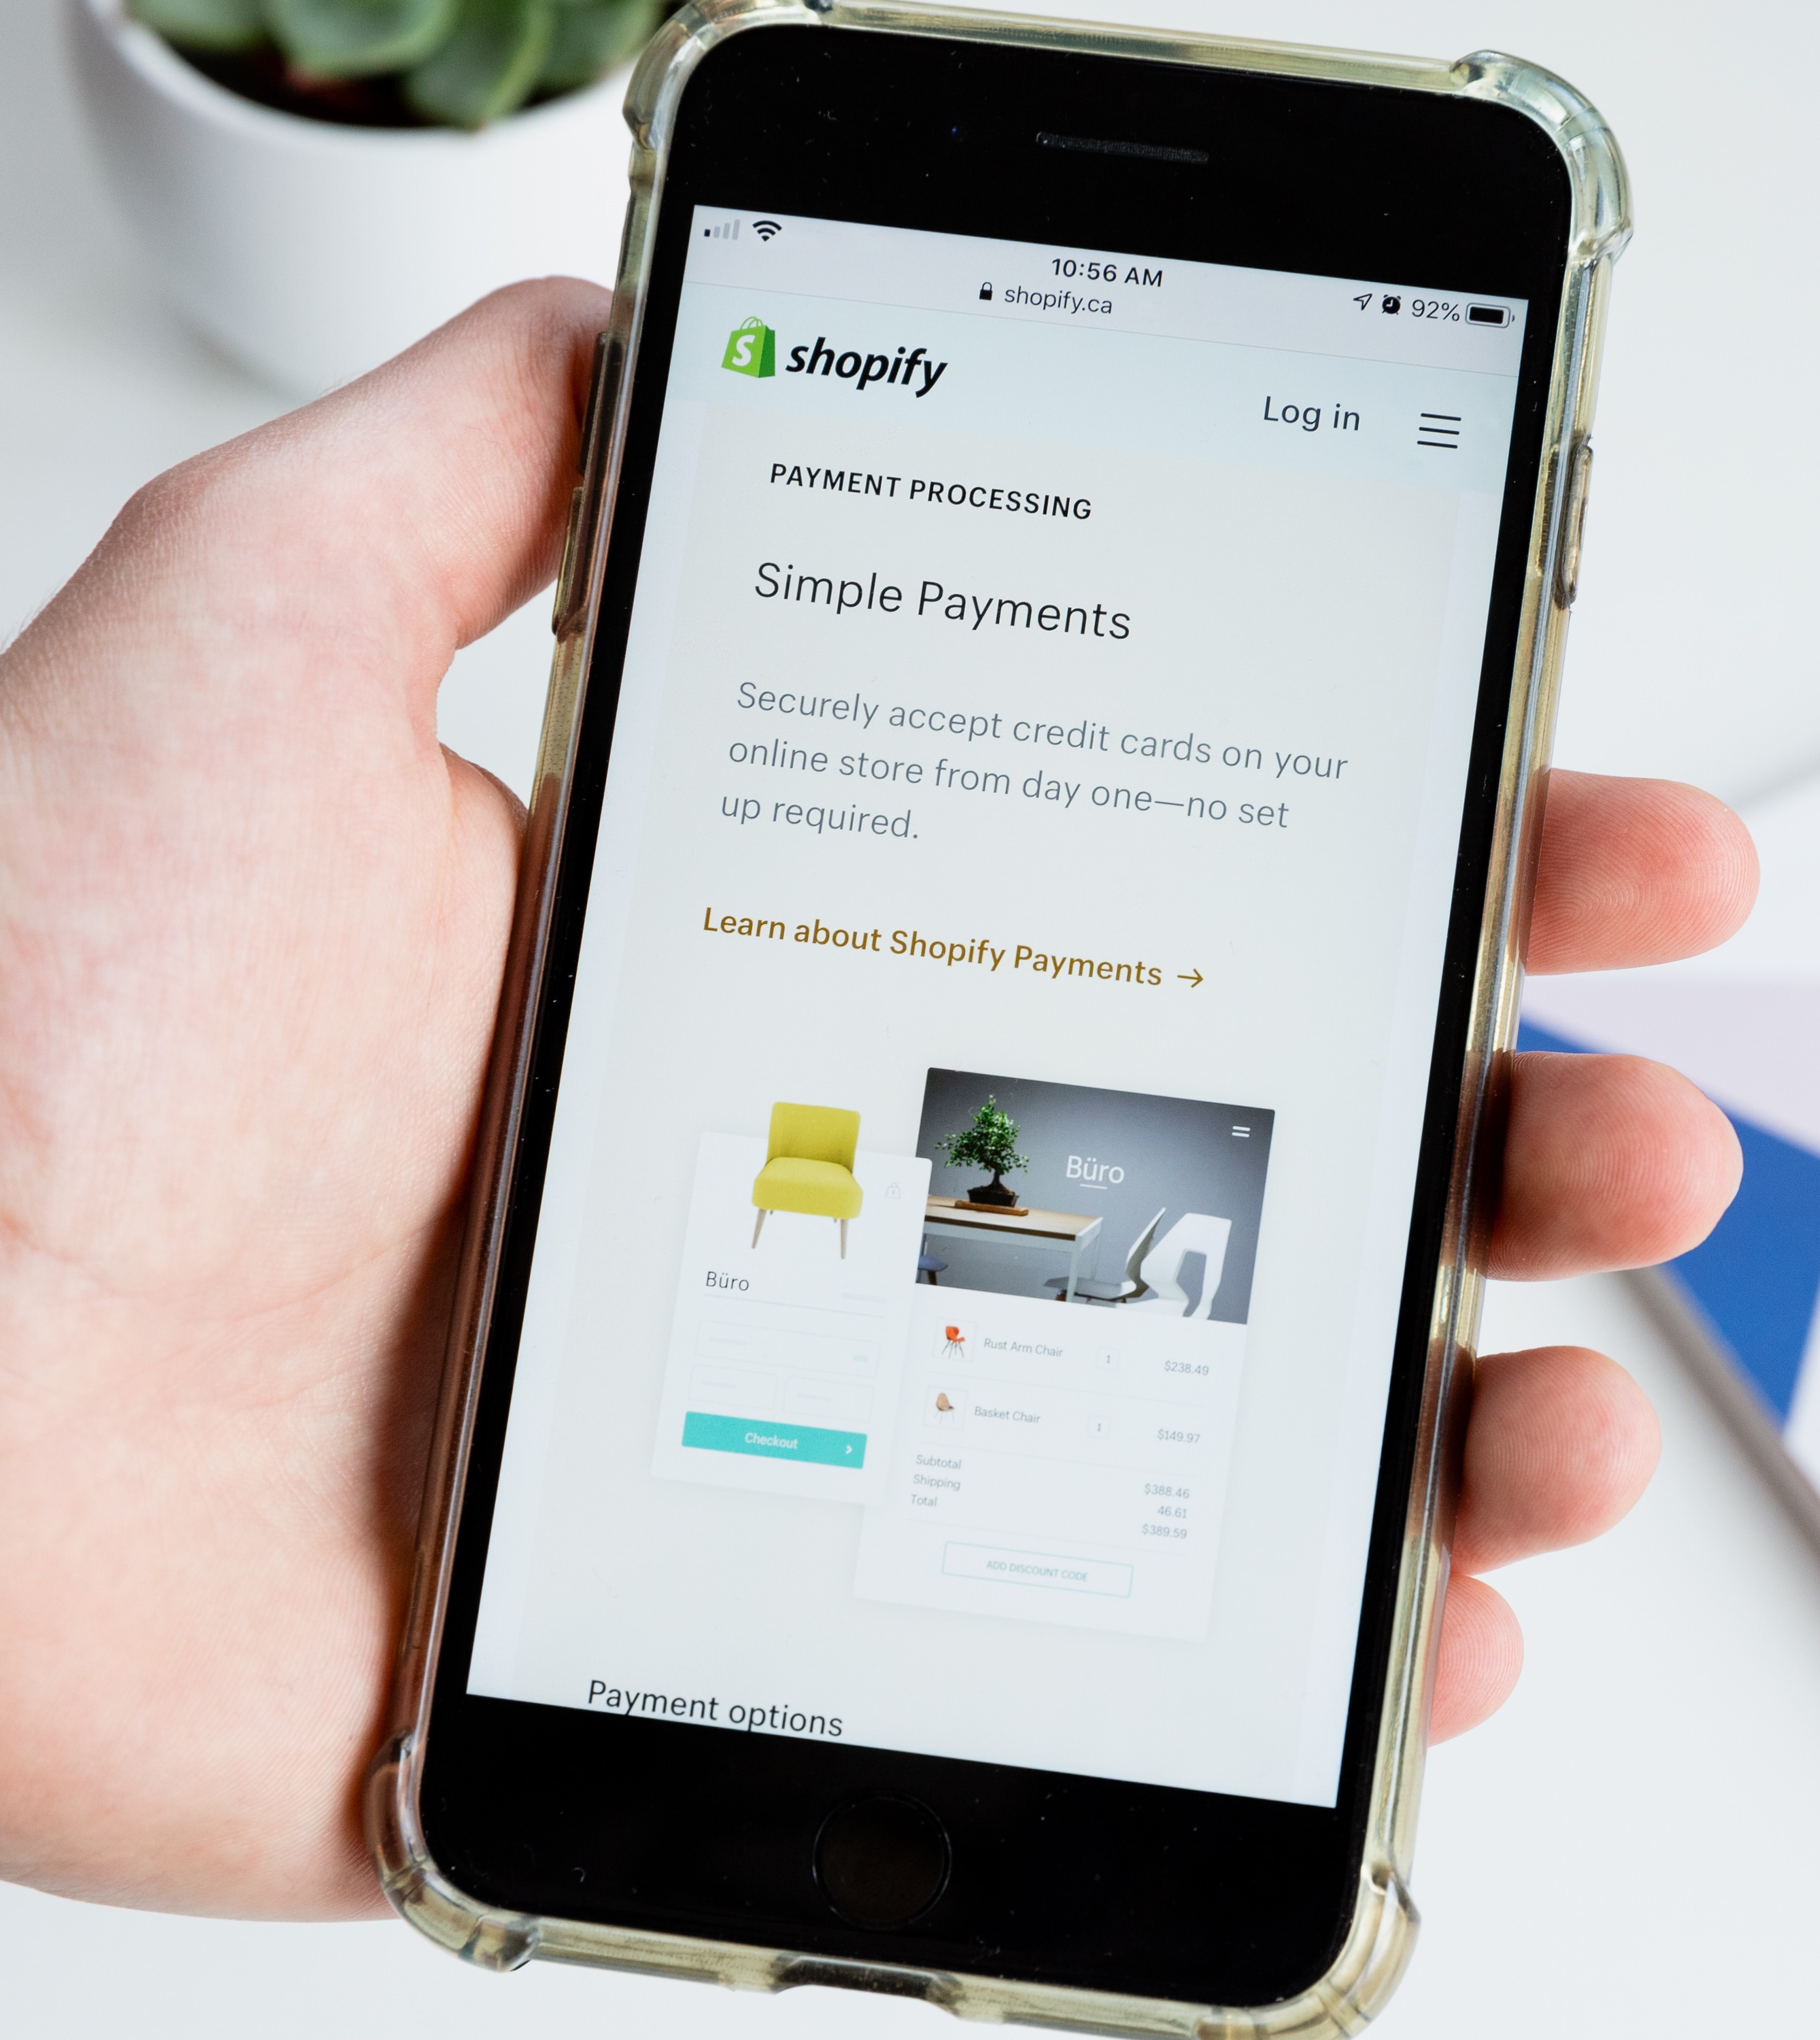 10:56 AM
92%
shopify.ca
shopify
Log in
PAYMENT PROCESSING
Simple Payments
Securely accept credit cards on your
online store from day one—no set
up required.
Learn about Shopify Payments →
Büro
Büro
Checkout
Rust Arm Chair 1 $238.49
Basket Chair 1 $149.97
Subtotal $388.46
Shipping 46.61
Total $389.59
ADD DISCOUNT CODE
Payment options